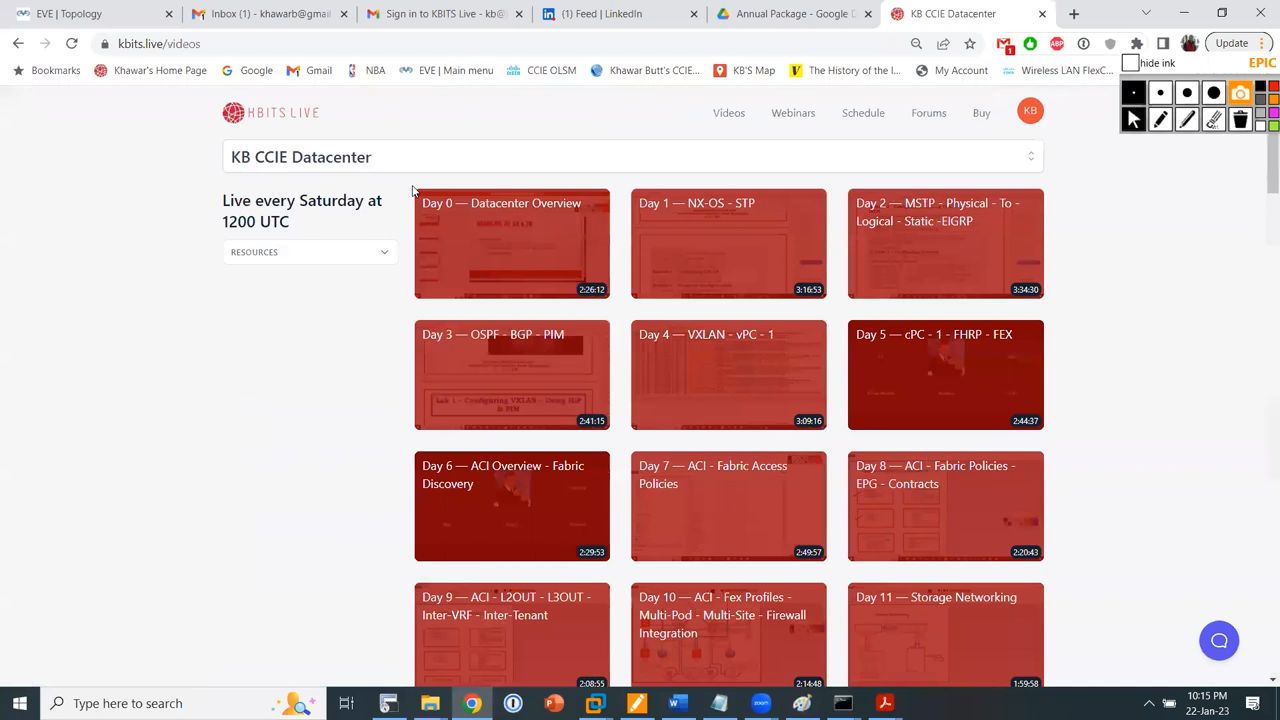 EVE | Topology
Inbox (1) - khawarb@gmail
Sign in to KBITS Live - kb@
(1) Feed | LinkedIn
Annual Package - Google D
KB CCIE Datacenter
kbits.live/videos
Update
Bookmarks
Khawar's Home Page
Google
Gmail
NBA
EVE | Main menu
CCIE OLDM
Khawar Butt's CCIE...
KB'S Map
The History of the I...
My Account
Wireless LAN FlexC...
hide ink
EPIC
KBITS LIVE
Videos
Webinars
Schedule
Forums
Buy
KB
KB CCIE Datacenter
Live every Saturday at
1200 UTC
RESOURCES
Day 0 — Datacenter Overview
2:26:12
Day 1 — NX-OS - STP
3:16:53
Day 2 — MSTP - Physical - To -
Logical - Static -EIGRP
3:34:30
Day 3 — OSPF - BGP - PIM
Lab 1 - Configuring VXLAN - Using IGP
& PIM
2:41:15
Day 4 — VXLAN - vPC - 1
3:09:16
Day 5 — cPC - 1 - FHRP - FEX
2:44:37
Day 6 — ACI Overview - Fabric
Discovery
2:29:53
Day 7 — ACI - Fabric Access
Policies
2:49:57
Day 8 — ACI - Fabric Policies -
EPG - Contracts
2:20:43
Day 9 — ACI - L2OUT - L3OUT -
Inter-VRF - Inter-Tenant
2:08:55
Day 10 — ACI - Fex Profiles -
Multi-Pod - Multi-Site - Firewall
Integration
2:14:48
Day 11 — Storage Networking
1:59:58
Type here to search
10:15 PM
22-Jan-23